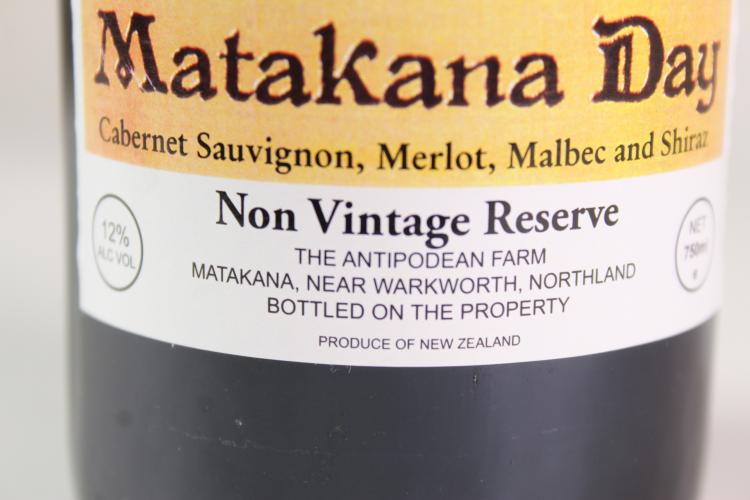 Matakana Day
Cabernet Sauvignon, Merlot, Malbec and Shiraz
Non Vintage Reserve
12%
ALC VOL
NET
750ml
e
THE ANTIPODEAN FARM
MATAKANA, NEAR WARKWORTH, NORTHLAND
BOTTLED ON THE PROPERTY
PRODUCE OF NEW ZEALAND